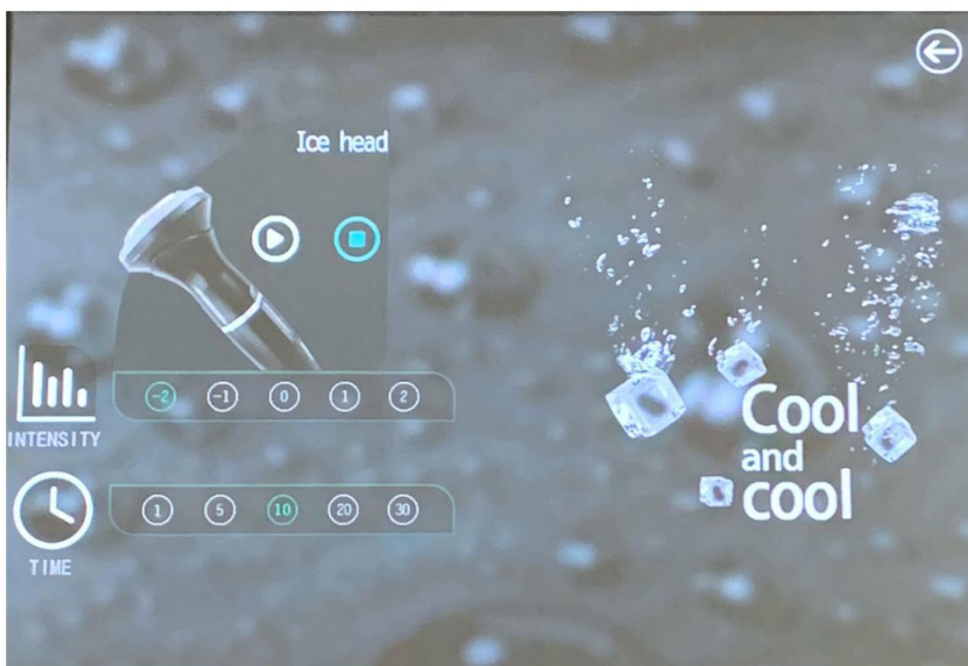 Ice head
-2 -1 0 1 2
INTENSITY
1 5 10 20 30
TIME
Cool
and
cool